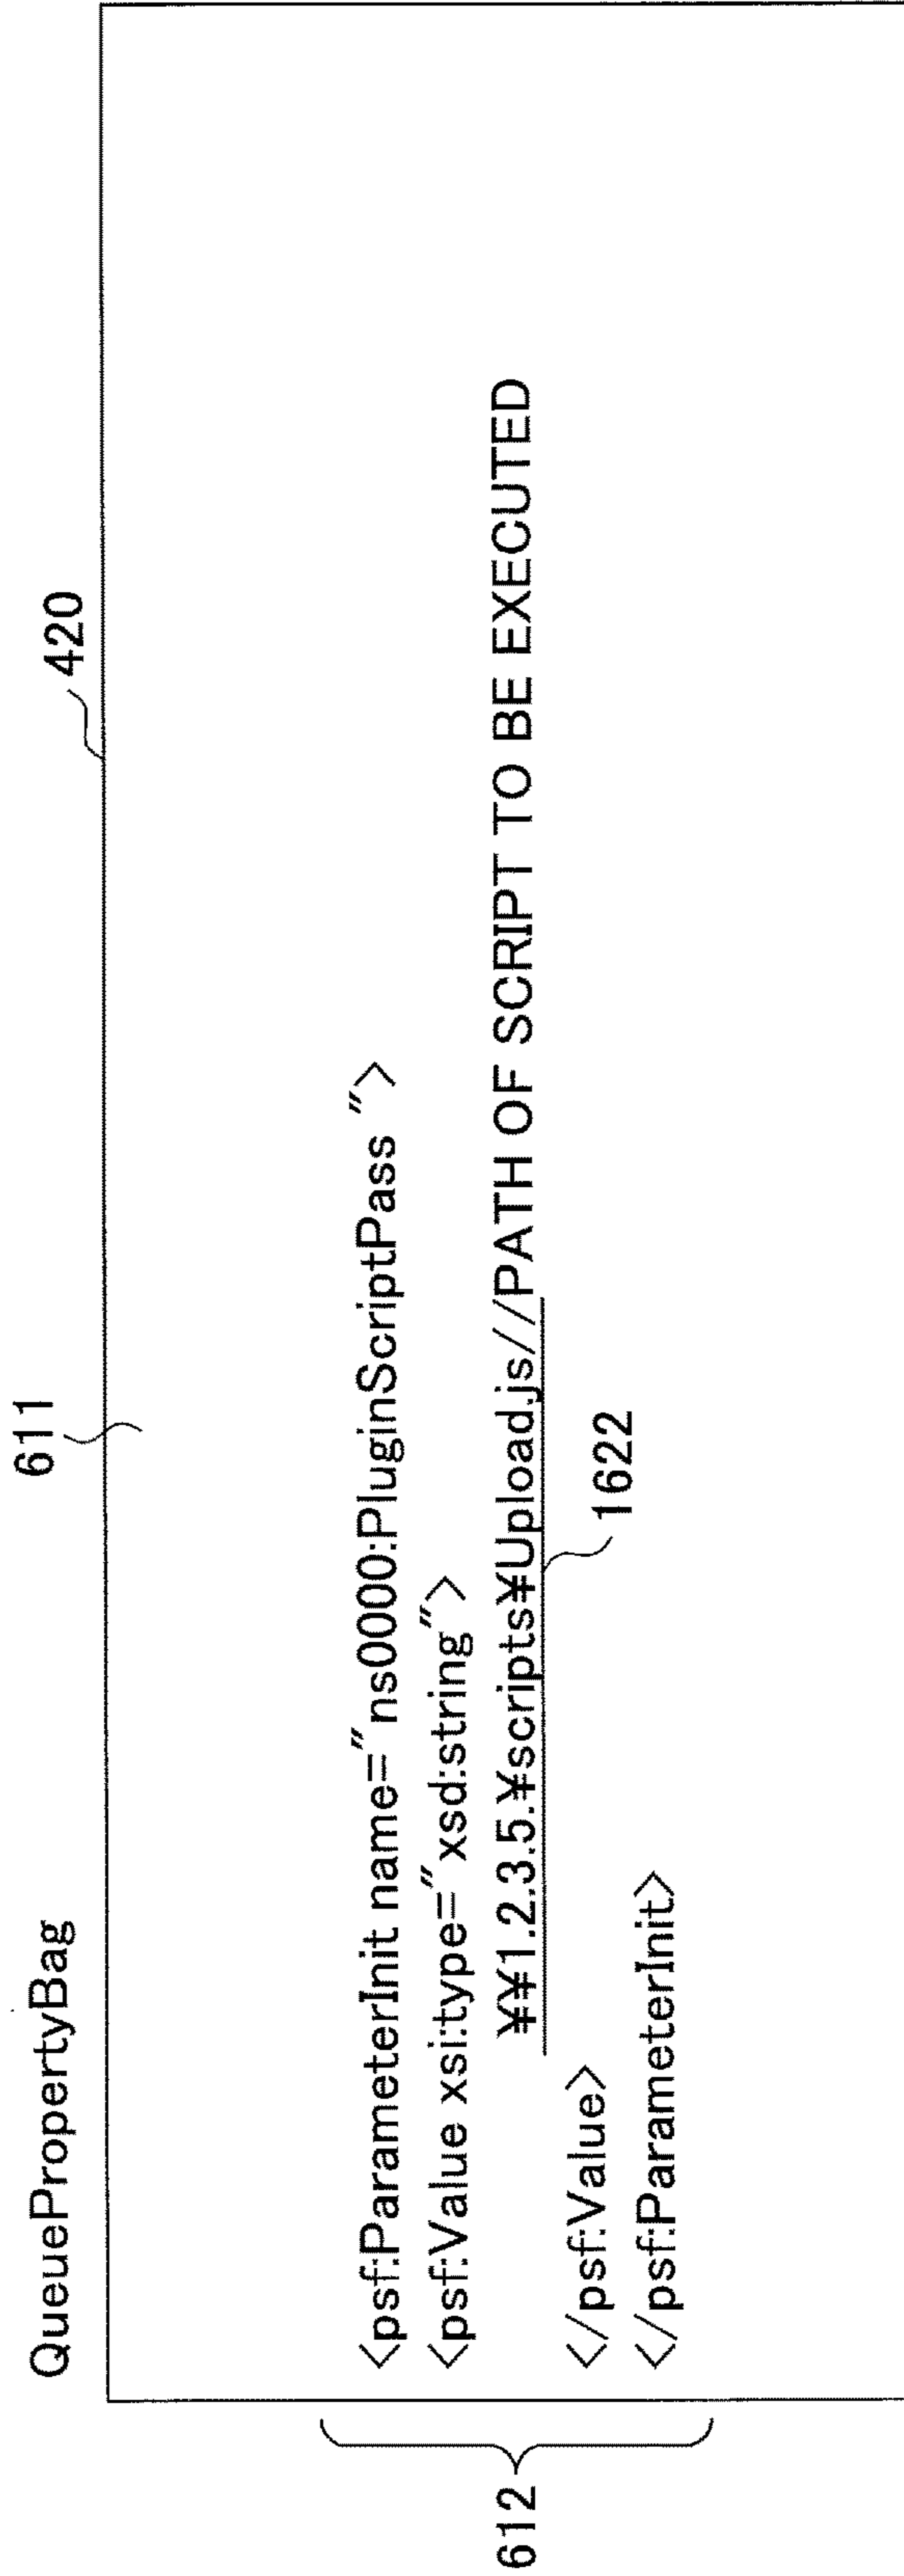 QueuePropertyBag
611
420
<psf:ParameterInit name="ns0000:PluginScriptPass ">
<psf:Value xsi:type="xsd:string">
¥¥1.2.3.5.¥scripts¥Upload.js//PATH OF SCRIPT TO BE EXECUTED
1622
</psf:Value>
</psf:ParameterInit>
612